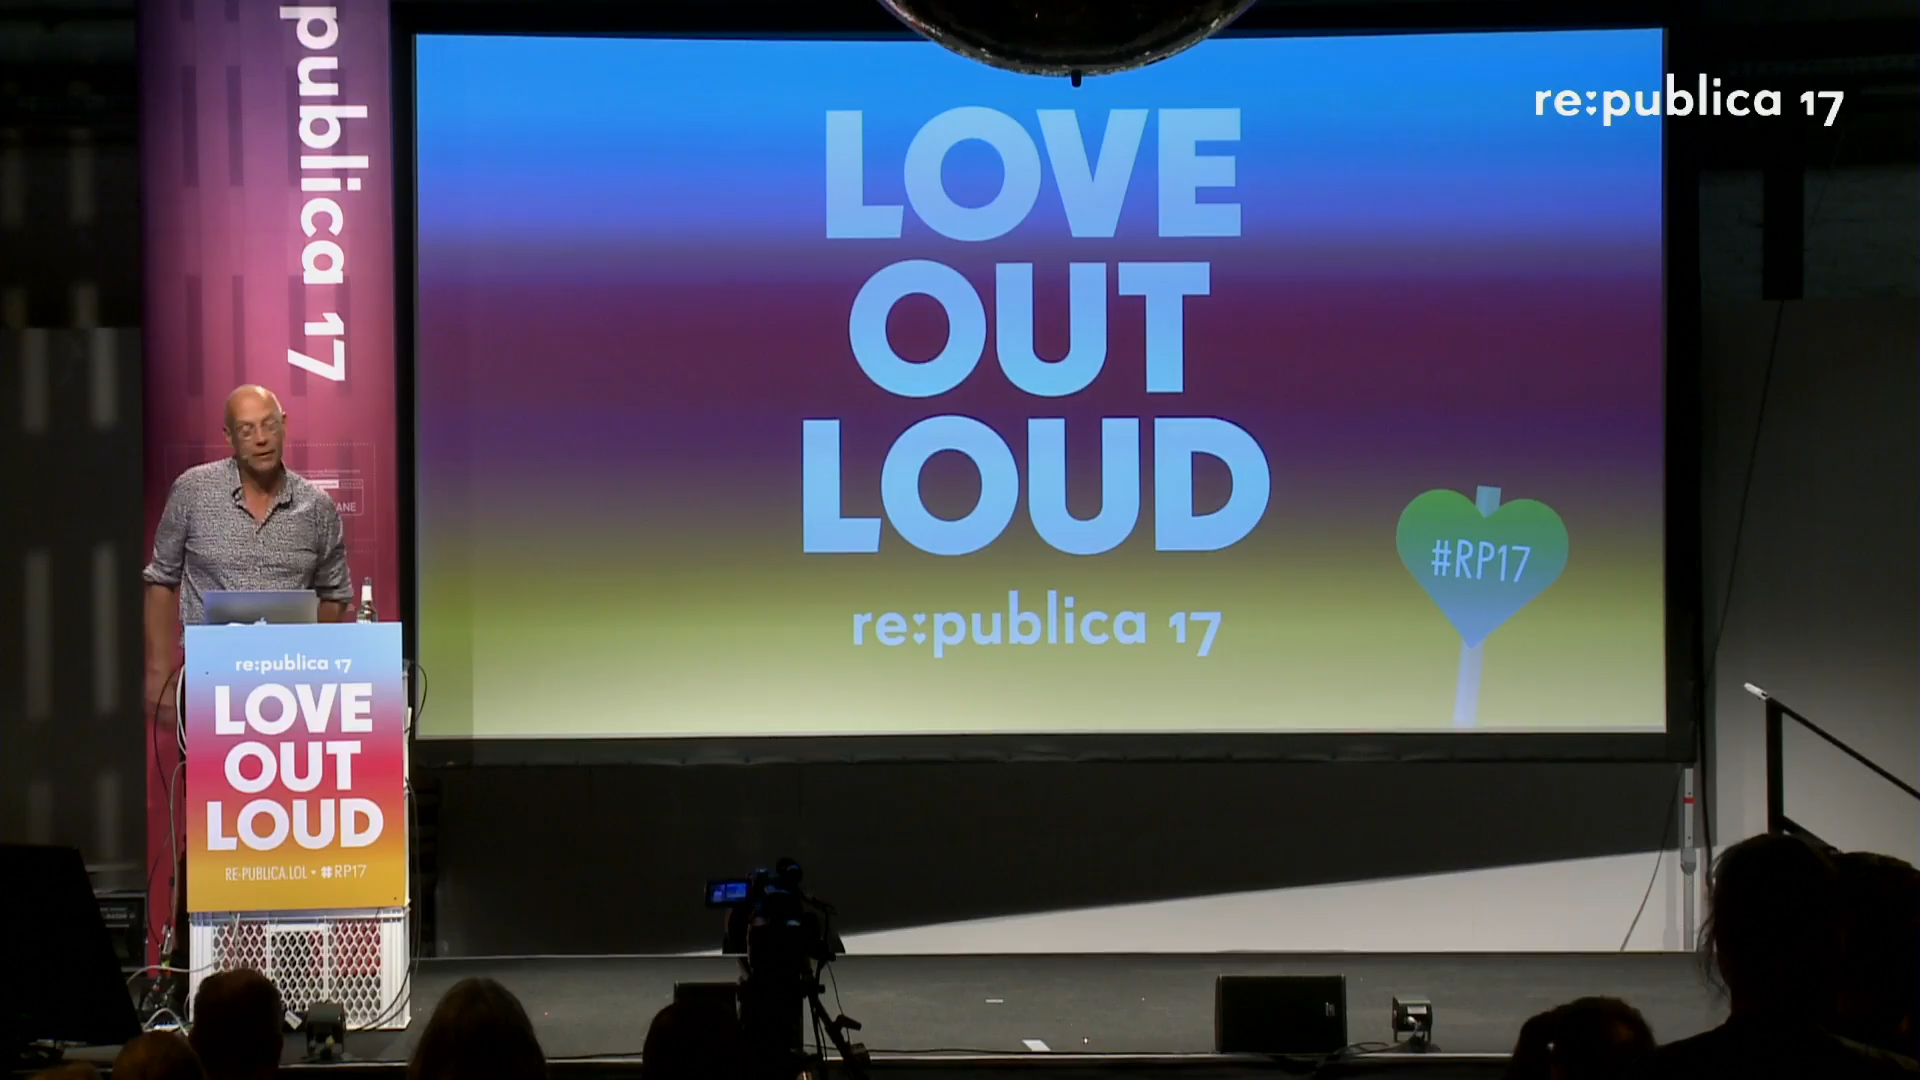 publica 17
re:publica 17
LOVE
OUT
LOUD
re:publica 17
#RP17
re:publica 17
LOVE
OUT
LOUD
RE-PUBLICA.LOL • #RP17